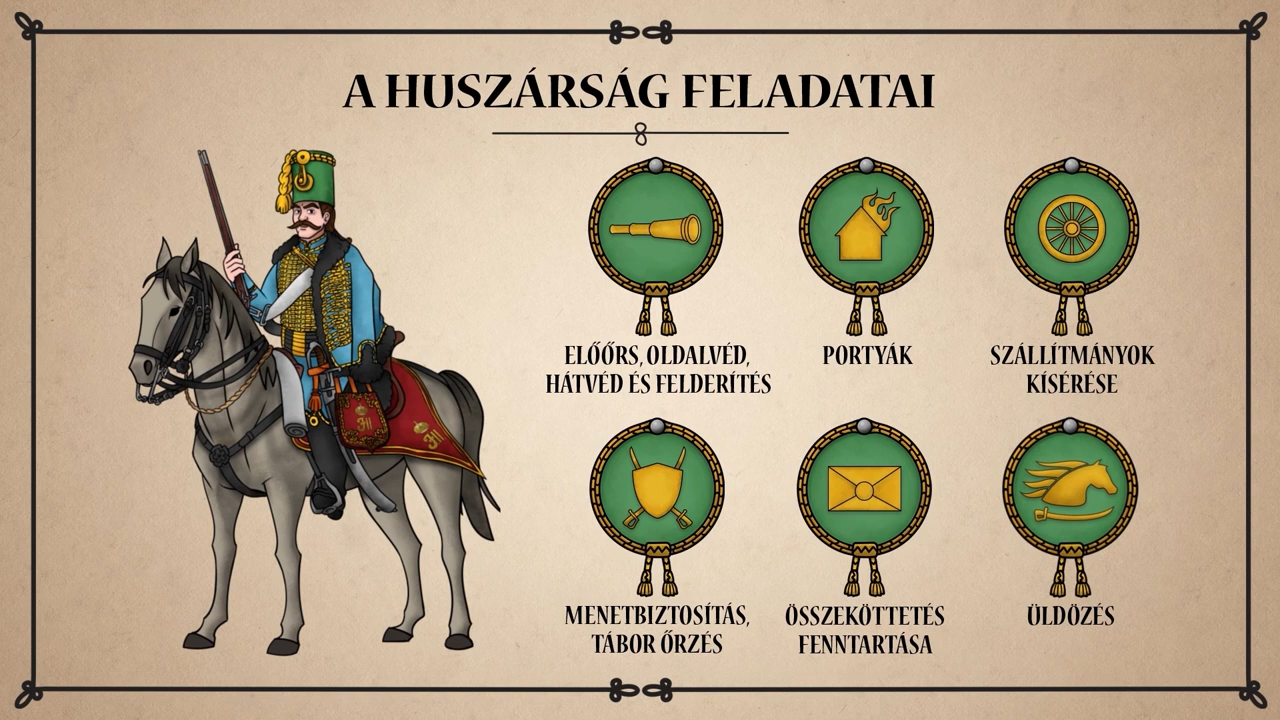 A HUSZÁRSÁG FELADATAI
ELŐŐRS, OLDALVÉD,
HÁTVÉD ÉS FELDERÍTÉS
PORTYÁK
SZÁLLÍTMÁNYOK
KÍSÉRÉSE
MENETBIZTOSÍTÁS,
TÁBOR ŐRZÉS
ÖSSZEKÖTTETÉS
FENNTARTÁSA
ÜLDÖZÉS